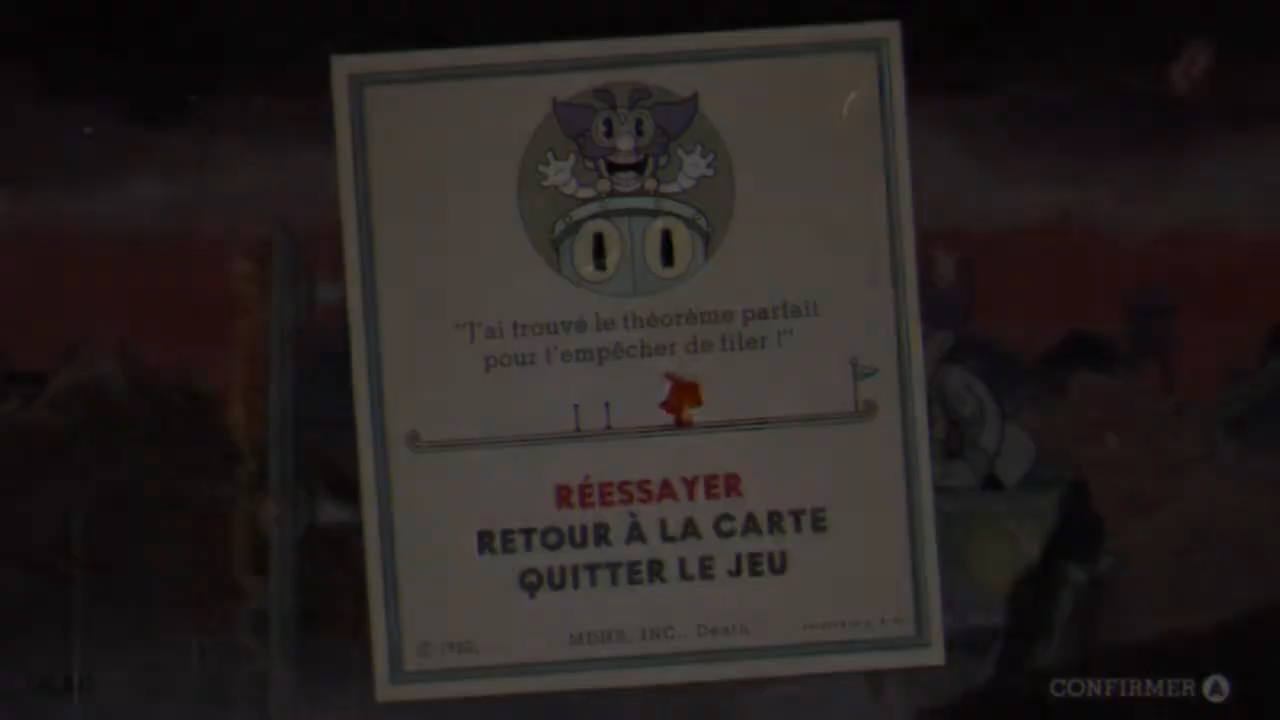 "J'ai trouvé le théorème parfait
pour t'empêcher de filer !"
RÉESSAYER
RETOUR À LA CARTE
QUITTER LE JEU
MDHR, INC., Death
CONFIRMER A